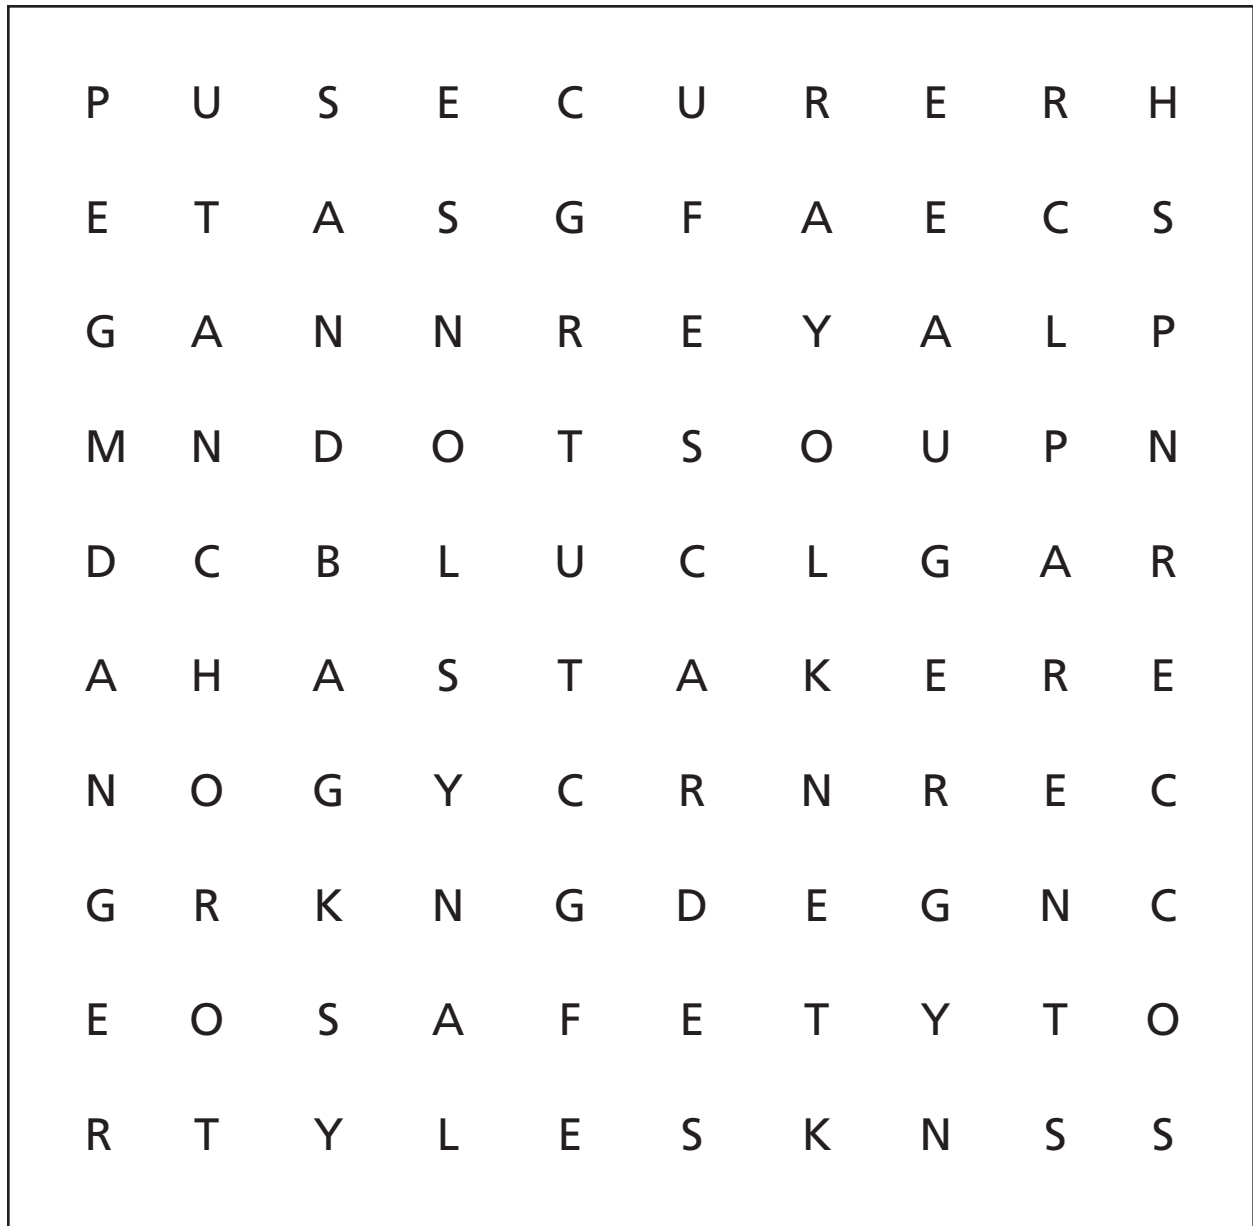 P U S E C U R E R H
E T A S G F A E C S
G A N N R E Y A L P
M N D O T S O U P N
D C B L U C L G A R
A H A S T A K E R E
N O G Y C R N R E C
G R K N G D E G N C
E O S A F E T Y T O
R T Y L E S K N S S